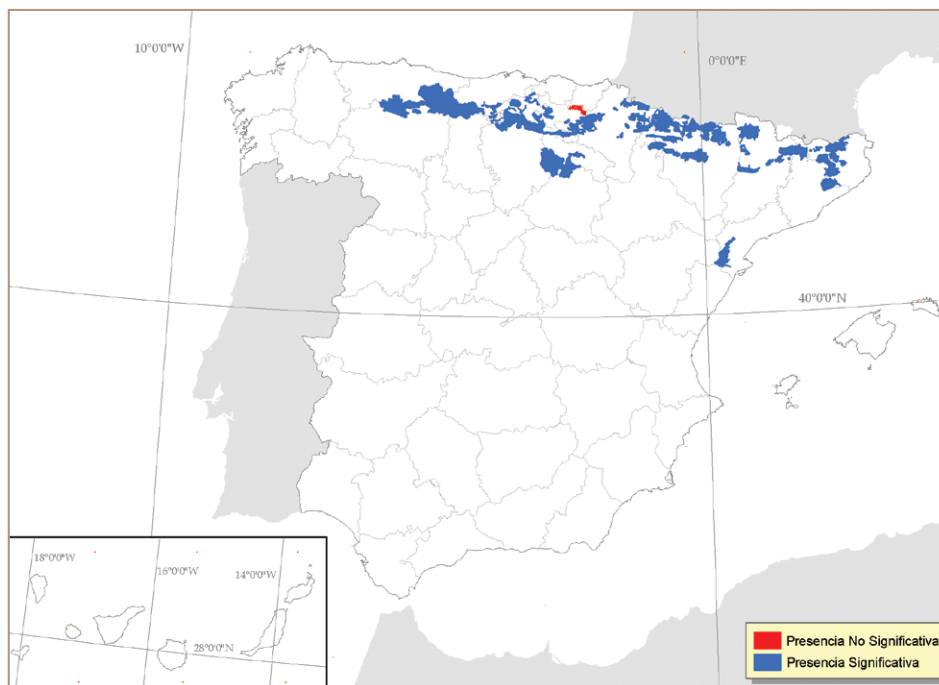 10°0'0"W
0°0'0"E
40°0'0"N
18°0'0"W
16°0'0"W
14°0'0"W
28°0'0"N
Presencia No Significativa
Presencia Significativa